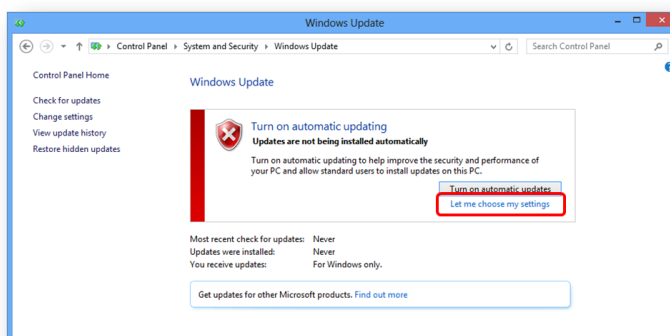 Windows Update
Control Panel ▸ System and Security ▸ Windows Update
Search Control Panel
Control Panel Home
Check for updates
Change settings
View update history
Restore hidden updates
Windows Update
Turn on automatic updating
Updates are not being installed automatically
Turn on automatic updating to help improve the security and performance of
your PC and allow standard users to install updates on this PC.
Turn on automatic updates
Let me choose my settings
Most recent check for updates: Never
Updates were installed: Never
You receive updates: For Windows only.
Get updates for other Microsoft products. Find out more